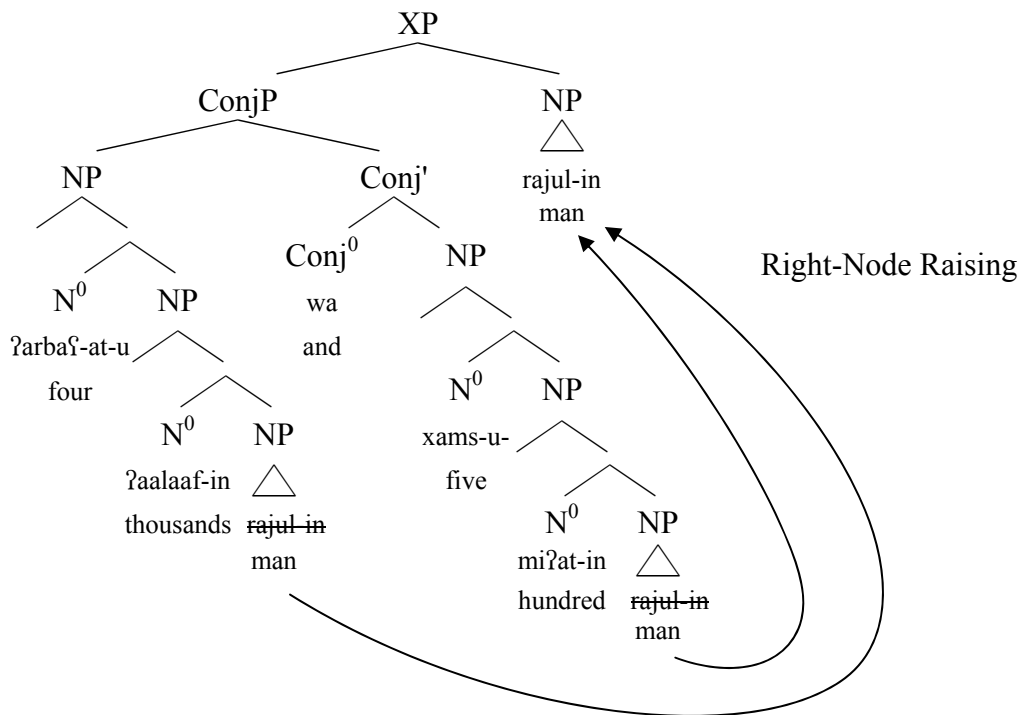 XP
ConjP NP
rajul-in
man
NP Conj'
Right-Node Raising
Conj⁰ NP
wa
and
N⁰ NP
ʔarbaʕ-at-u
four
N⁰ NP
xams-u-
five
N⁰ NP
ʔaalaaf-in
thousands rajul-in
man
N⁰ NP
miʔat-in
hundred rajul-in
man